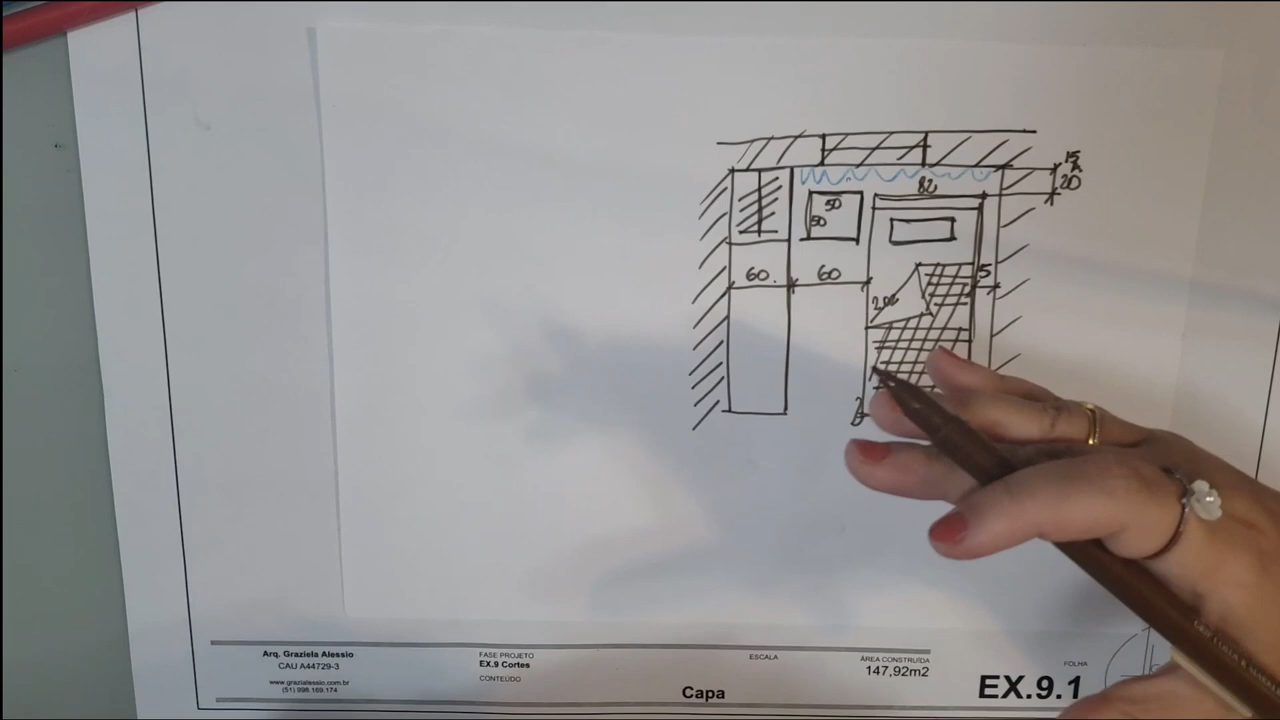 15
A
20
82
50
50
60.
60
5
Arq. Graziela Alessio
CAU A44729-3
www.grazialessio.com.br
(51) 998.169.174
FASE PROJETO
EX.9 Cortes
CONTEÚDO
Capa
ESCALA
ÁREA CONSTRUÍDA
147,92m2
FOLHA
EX.9.1